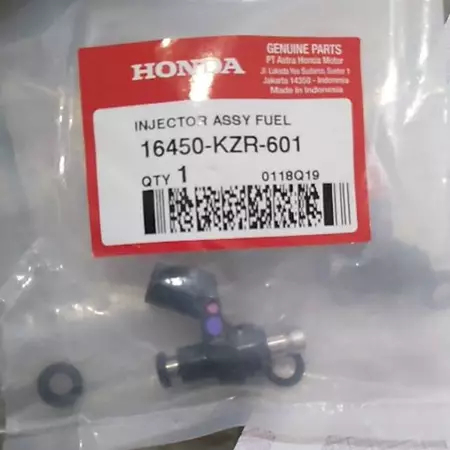 HONDA
GENUINE PARTS
PT Astra Honda Motor
Jl. Laksda Yos Sudarso, Sunter 1
Jakarta 14350 - Indonesia
Made in Indonesia
INJECTOR ASSY FUEL
16450-KZR-601
QTY 1 0118Q19